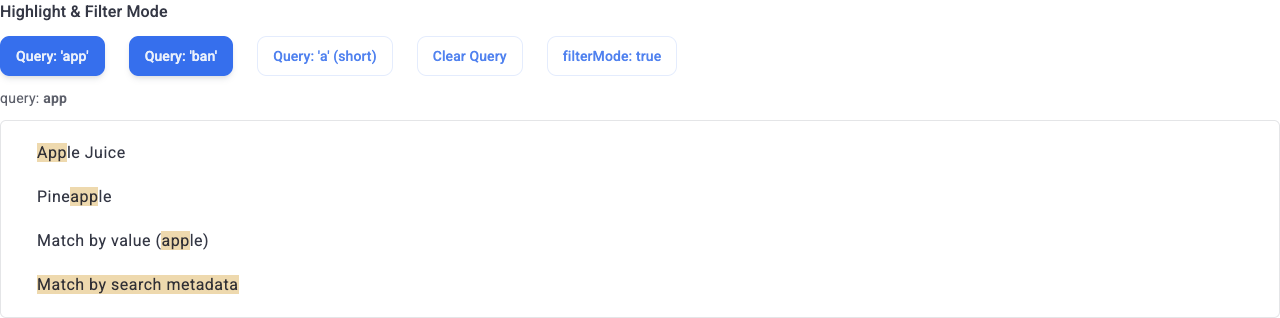 Highlight & Filter Mode
Query: 'app' Query: 'ban' Query: 'a' (short) Clear Query filterMode: true
query: app
Apple Juice
Pineapple
Match by value (apple)
Match by search metadata